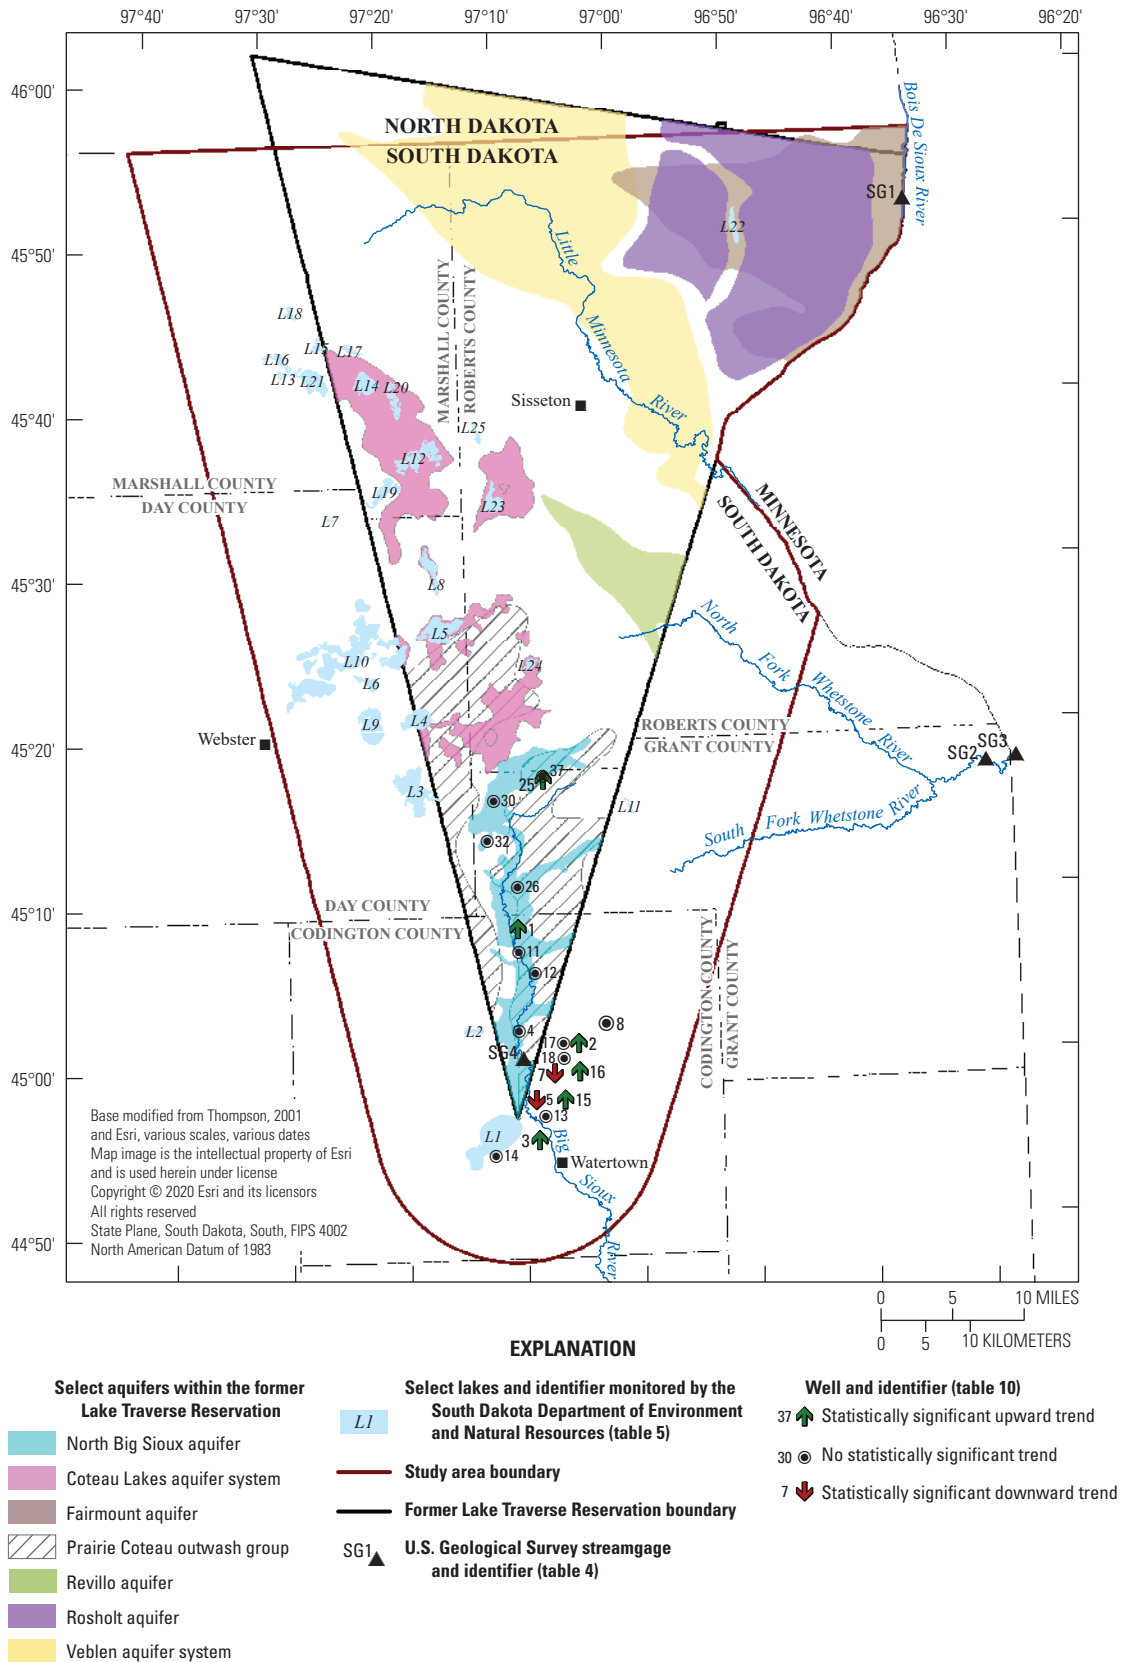 97°40' 97°30' 97°20' 97°10' 97°00' 96°50' 96°40' 96°30' 96°20'
46°00'
45°50'
45°40'
45°30'
45°20'
45°10'
45°00'
44°50'
NORTH DAKOTA
SOUTH DAKOTA
Bois De Sioux River
SG1
L22
Little
Minnesota
River
MARSHALL COUNTY
ROBERTS COUNTY
L18
L15 L17
L16
L13 L21
L14 L20
Sisseton
L25
L12
L19
L23
MARSHALL COUNTY
DAY COUNTY
L7
MINNESOTA
SOUTH DAKOTA
L8
North
Fork
Whetstone
River
L5
L10
L24
L6
L9
L4
Webster
ROBERTS COUNTY
GRANT COUNTY
SG2
SG3
37
25
L3
30
L11
South Fork Whetstone River
32
26
DAY COUNTY
CODINGTON COUNTY
1
11
12
CODINGTON COUNTY
GRANT COUNTY
L2
4
8
17
2
SG4
18
7
16
5
15
13
L1
3
14
Big
Sioux
River
Watertown
Base modified from Thompson, 2001
and Esri, various scales, various dates
Map image is the intellectual property of Esri
and is used herein under license
Copyright © 2020 Esri and its licensors
All rights reserved
State Plane, South Dakota, South, FIPS 4002
North American Datum of 1983
0 5 10 MILES
0 5 10 KILOMETERS
EXPLANATION
Select aquifers within the former
Lake Traverse Reservation
North Big Sioux aquifer
Coteau Lakes aquifer system
Fairmount aquifer
Prairie Coteau outwash group
Revillo aquifer
Rosholt aquifer
Veblen aquifer system
Select lakes and identifier monitored by the
South Dakota Department of Environment
and Natural Resources (table 5)
L1
Study area boundary
Former Lake Traverse Reservation boundary
SG1
U.S. Geological Survey streamgage
and identifier (table 4)
Well and identifier (table 10)
37 Statistically significant upward trend
30 No statistically significant trend
7 Statistically significant downward trend